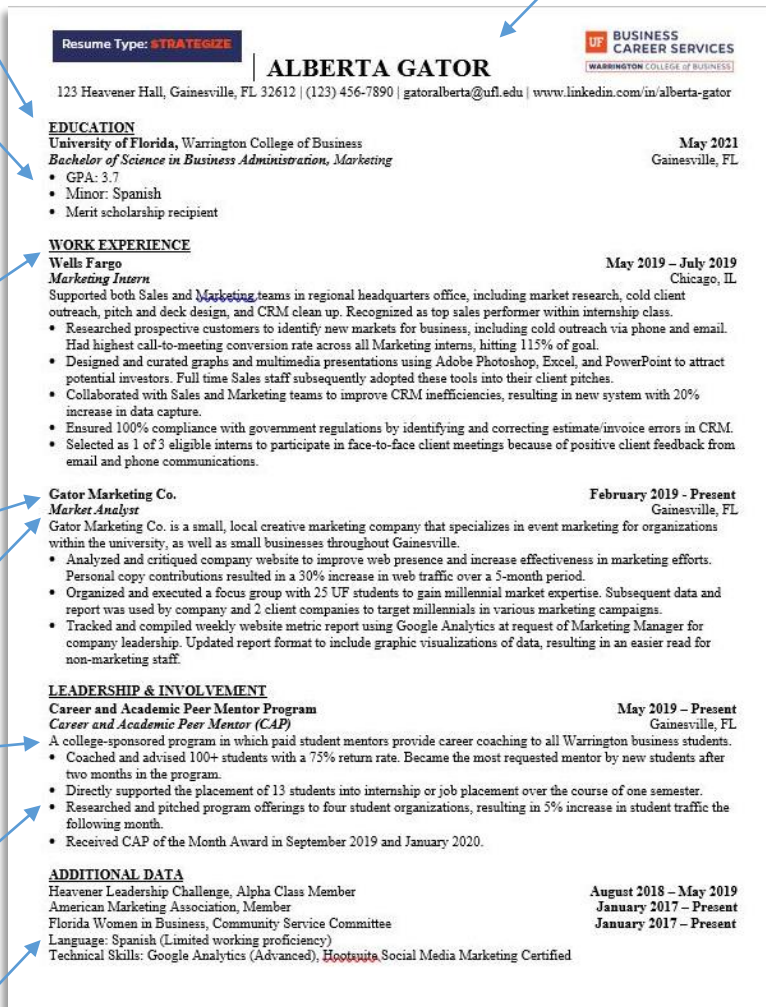 Resume Type: STRATEGIZE
UF BUSINESS
CAREER SERVICES
WARRINGTON COLLEGE of BUSINESS
ALBERTA GATOR
123 Heavener Hall, Gainesville, FL 32612 | (123) 456-7890 | gatoralberta@ufl.edu | www.linkedin.com/in/alberta-gator
EDUCATION
University of Florida, Warrington College of Business May 2021
Bachelor of Science in Business Administration, Marketing Gainesville, FL
• GPA: 3.7
• Minor: Spanish
• Merit scholarship recipient
WORK EXPERIENCE
Wells Fargo May 2019 – July 2019
Marketing Intern Chicago, IL
Supported both Sales and Marketing teams in regional headquarters office, including market research, cold client
outreach, pitch and deck design, and CRM clean up. Recognized as top sales performer within internship class.
• Researched prospective customers to identify new markets for business, including cold outreach via phone and email.
Had highest call-to-meeting conversion rate across all Marketing interns, hitting 115% of goal.
• Designed and curated graphs and multimedia presentations using Adobe Photoshop, Excel, and PowerPoint to attract
potential investors. Full time Sales staff subsequently adopted these tools into their client pitches.
• Collaborated with Sales and Marketing teams to improve CRM inefficiencies, resulting in new system with 20%
increase in data capture.
• Ensured 100% compliance with government regulations by identifying and correcting estimate/invoice errors in CRM.
• Selected as 1 of 3 eligible interns to participate in face-to-face client meetings because of positive client feedback from
email and phone communications.
Gator Marketing Co. February 2019 - Present
Market Analyst Gainesville, FL
Gator Marketing Co. is a small, local creative marketing company that specializes in event marketing for organizations
within the university, as well as small businesses throughout Gainesville.
• Analyzed and critiqued company website to improve web presence and increase effectiveness in marketing efforts.
Personal copy contributions resulted in a 30% increase in web traffic over a 5-month period.
• Organized and executed a focus group with 25 UF students to gain millennial market expertise. Subsequent data and
report was used by company and 2 client companies to target millennials in various marketing campaigns.
• Tracked and compiled weekly website metric report using Google Analytics at request of Marketing Manager for
company leadership. Updated report format to include graphic visualizations of data, resulting in an easier read for
non-marketing staff.
LEADERSHIP & INVOLVEMENT
Career and Academic Peer Mentor Program May 2019 – Present
Career and Academic Peer Mentor (CAP) Gainesville, FL
A college-sponsored program in which paid student mentors provide career coaching to all Warrington business students.
• Coached and advised 100+ students with a 75% return rate. Became the most requested mentor by new students after
two months in the program.
• Directly supported the placement of 13 students into internship or job placement over the course of one semester.
• Researched and pitched program offerings to four student organizations, resulting in 5% increase in student traffic the
following month.
• Received CAP of the Month Award in September 2019 and January 2020.
ADDITIONAL DATA
Heavener Leadership Challenge, Alpha Class Member August 2018 – May 2019
American Marketing Association, Member January 2017 – Present
Florida Women in Business, Community Service Committee January 2017 – Present
Language: Spanish (Limited working proficiency)
Technical Skills: Google Analytics (Advanced), Hootsuite Social Media Marketing Certified